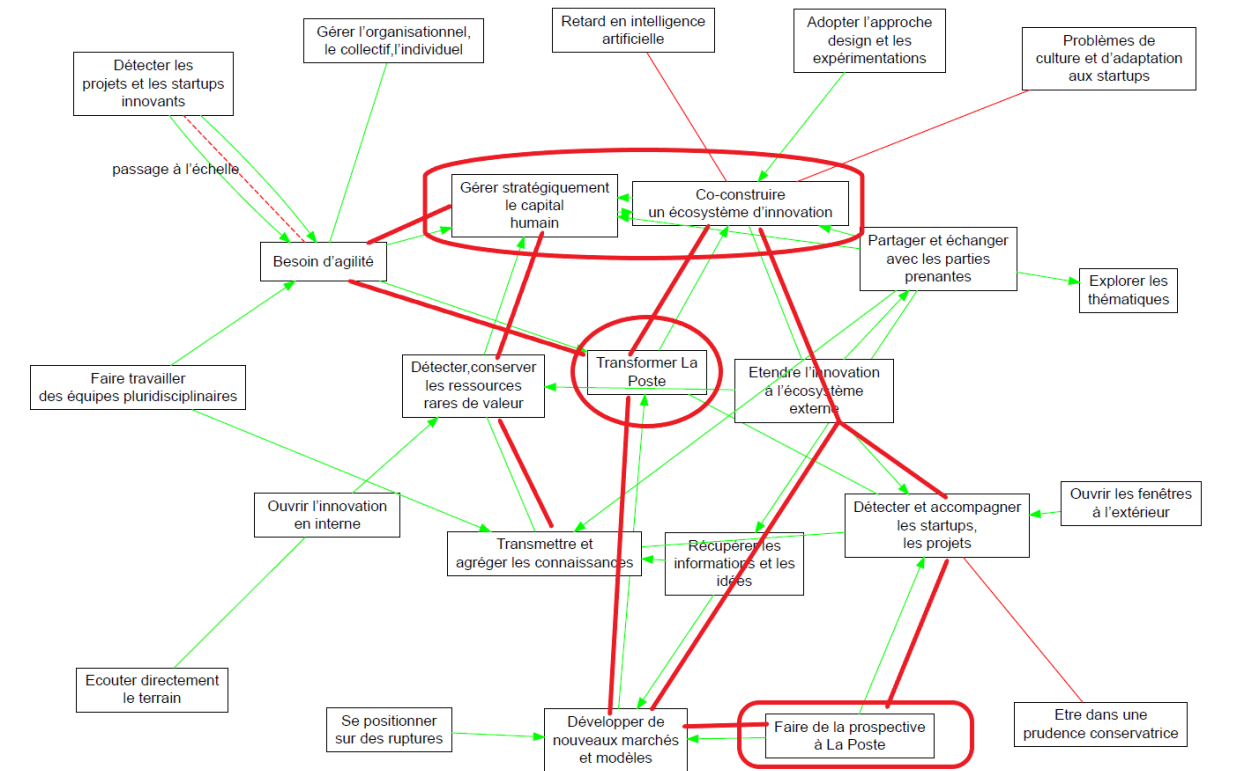 Gérer l'organisationnel,
le collectif,l'individuel
Retard en intelligence
artificielle
Adopter l'approche
design et les
expérimentations
Problèmes de
culture et d'adaptation
aux startups
Détecter les
projets et les startups
innovants
passage à l'échelle
Gérer stratégiquement
le capital
humain
Co-construire
un écosystème d'innovation
Besoin d'agilité
Partager et échanger
avec les parties
prenantes
Explorer les
thématiques
Faire travailler
des équipes pluridisciplinaires
Détecter,conserver
les ressources
rares de valeur
Transformer La
Poste
Etendre l'innovation
à l'écosystème
externe
Ouvrir l'innovation
en interne
Transmettre et
agréger les connaissances
Récupérer les
informations et les
idées
Détecter et accompagner
les startups,
les projets
Ouvrir les fenêtres
à l'extérieur
Ecouter directement
le terrain
Se positionner
sur des ruptures
Développer de
nouveaux marchés
et modèles
Faire de la prospective
à La Poste
Etre dans une
prudence conservatrice